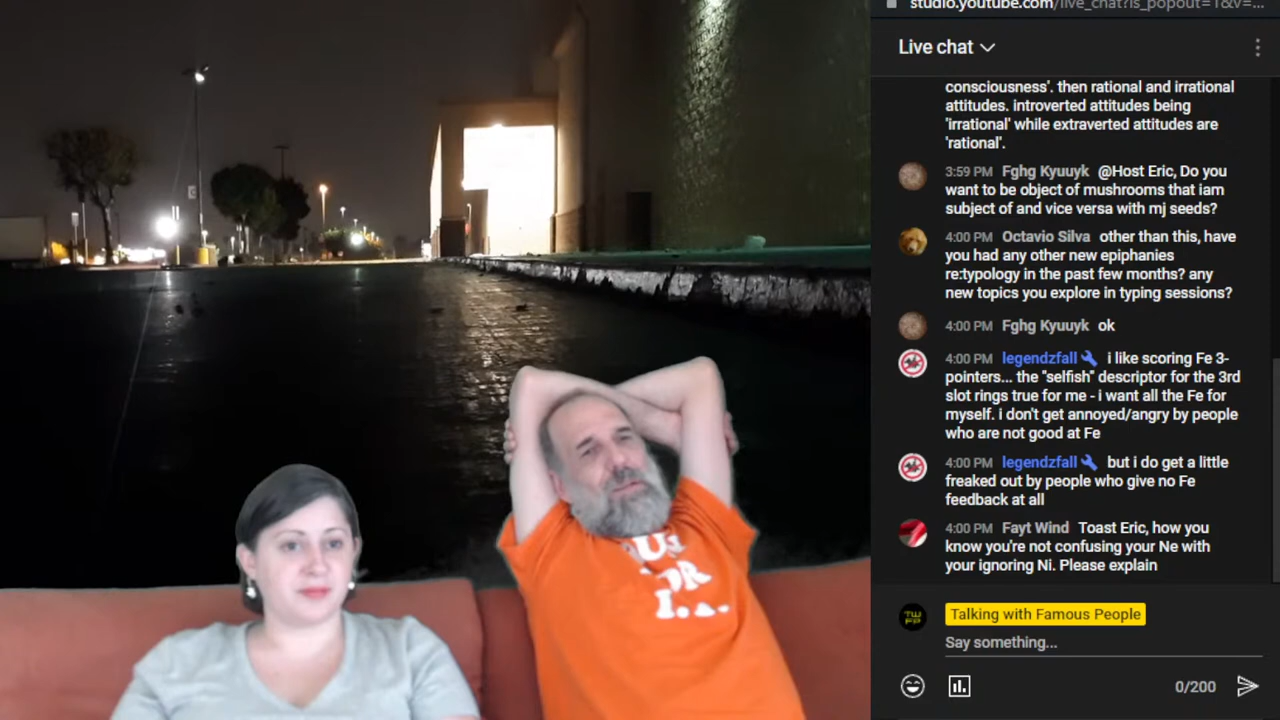 studio.youtube.com/live_chat?is_popout=1&v=...
Live chat
consciousness'. then rational and irrational
attitudes. introverted attitudes being
'irrational' while extraverted attitudes are
'rational'.
3:59 PM Fghg Kyuuyk @Host Eric, Do you
want to be object of mushrooms that iam
subject of and vice versa with mj seeds?
4:00 PM Octavio Silva other than this, have
you had any other new epiphanies
re:typology in the past few months? any
new topics you explore in typing sessions?
4:00 PM Fghg Kyuuyk ok
4:00 PM legendzfall i like scoring Fe 3-
pointers... the "selfish" descriptor for the 3rd
slot rings true for me - i want all the Fe for
myself. i don't get annoyed/angry by people
who are not good at Fe
4:00 PM legendzfall but i do get a little
freaked out by people who give no Fe
feedback at all
4:00 PM Fayt Wind Toast Eric, how you
know you're not confusing your Ne with
your ignoring Ni. Please explain
TW
FP
Talking with Famous People
Say something...
0/200